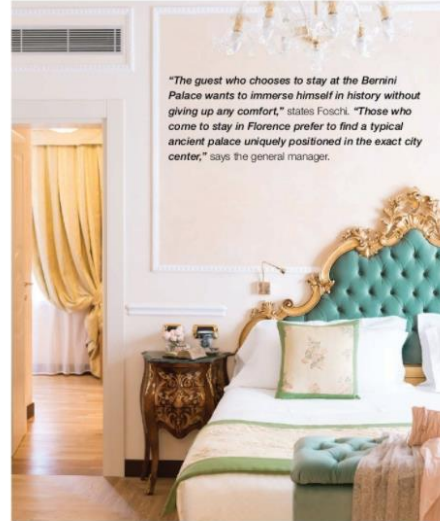 “The guest who chooses to stay at the Bernini
Palace wants to immerse himself in history without
giving up any comfort,” states Foschi. “Those who
come to stay in Florence prefer to find a typical
ancient palace uniquely positioned in the exact city
center,” says the general manager.